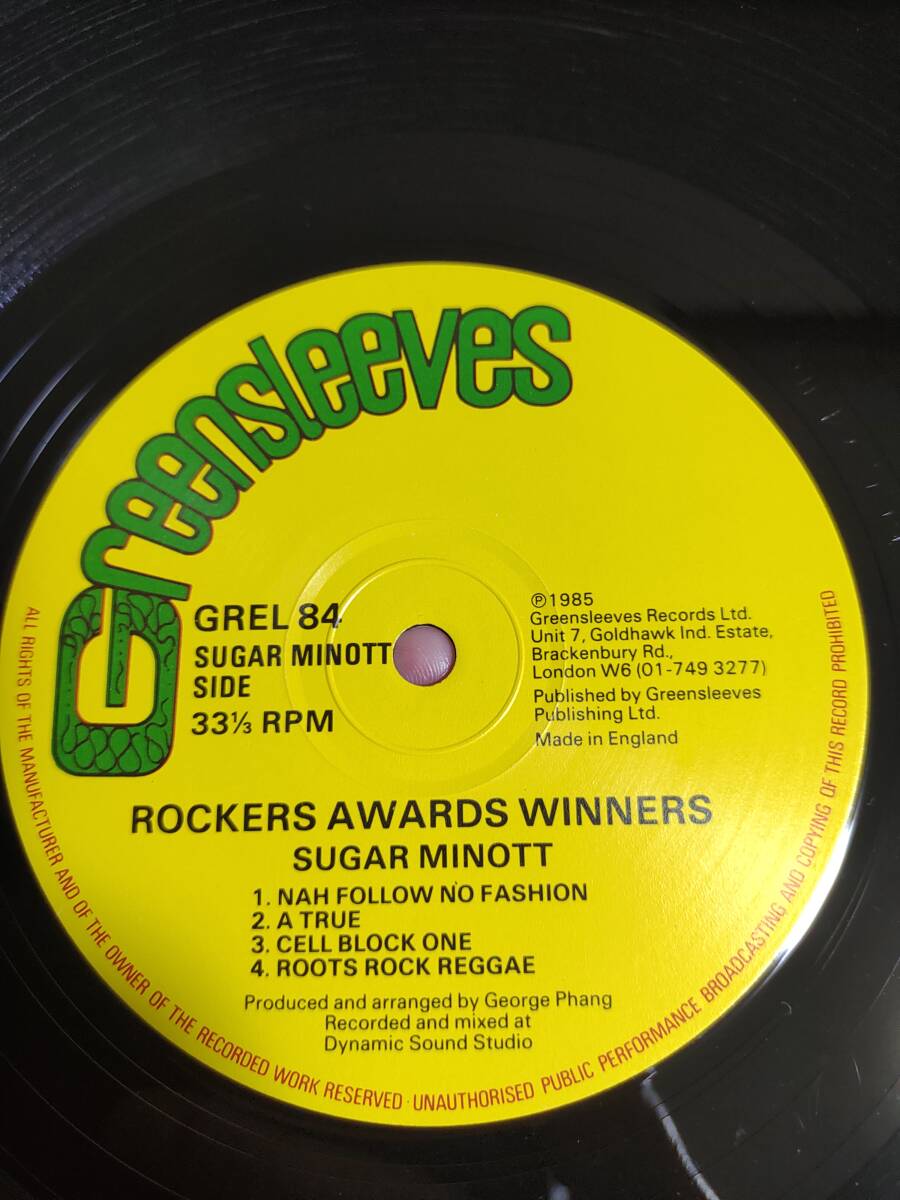 Greensleeves
GREL 84
SUGAR MINOTT
SIDE
33⅓ RPM
℗1985
Greensleeves Records Ltd.
Unit 7, Goldhawk Ind. Estate,
Brackenbury Rd.,
London W6 (01-749 3277)
Published by Greensleeves
Publishing Ltd.
Made in England
ROCKERS AWARDS WINNERS
SUGAR MINOTT
1. NAH FOLLOW NO FASHION
2. A TRUE
3. CELL BLOCK ONE
4. ROOTS ROCK REGGAE
Produced and arranged by George Phang
Recorded and mixed at
Dynamic Sound Studio
ALL RIGHTS OF THE MANUFACTURER AND OF THE OWNER OF THE RECORDED WORK RESERVED · UNAUTHORISED PUBLIC PERFORMANCE BROADCASTING AND COPYING OF THIS RECORD PROHIBITED